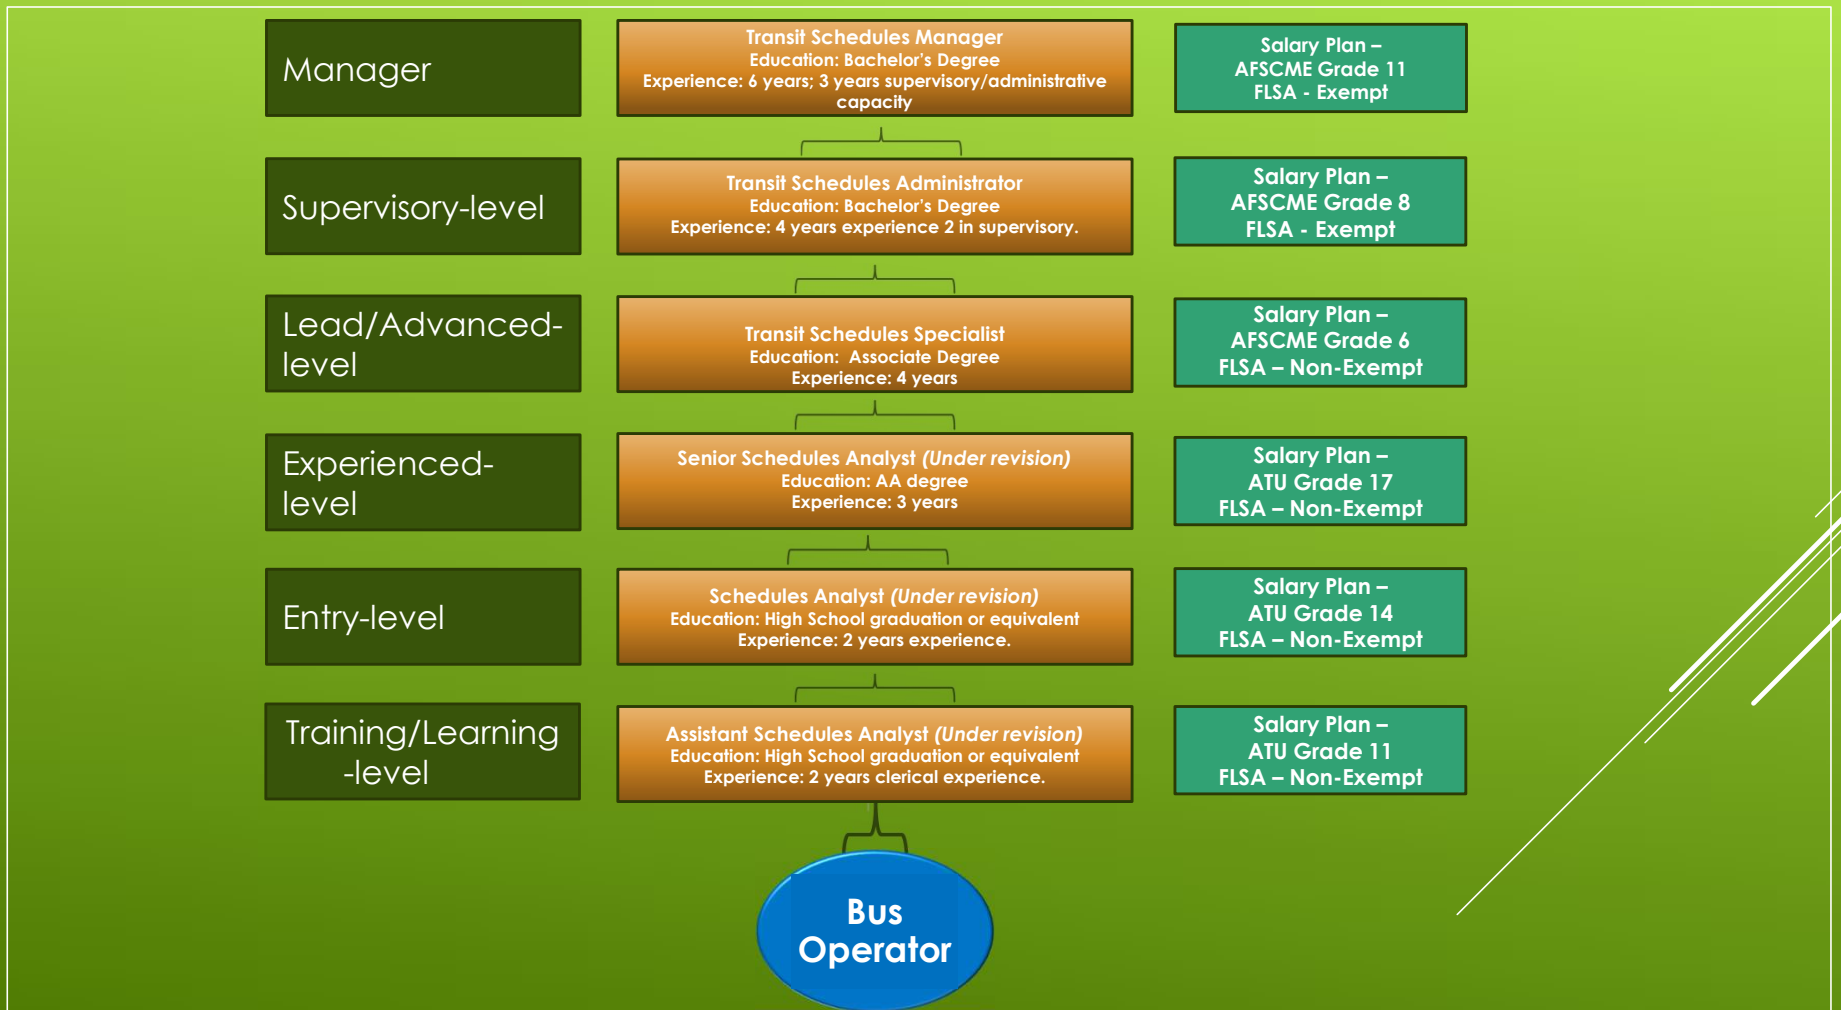 Manager
Transit Schedules Manager
Education: Bachelor's Degree
Experience: 6 years; 3 years supervisory/administrative
capacity
Salary Plan –
AFSCME Grade 11
FLSA - Exempt
Supervisory-level
Transit Schedules Administrator
Education: Bachelor's Degree
Experience: 4 years experience 2 in supervisory.
Salary Plan –
AFSCME Grade 8
FLSA - Exempt
Lead/Advanced-
level
Transit Schedules Specialist
Education:  Associate Degree
Experience: 4 years
Salary Plan –
AFSCME Grade 6
FLSA – Non-Exempt
Experienced-
level
Senior Schedules Analyst (Under revision)
Education: AA degree
Experience: 3 years
Salary Plan –
ATU Grade 17
FLSA – Non-Exempt
Entry-level
Schedules Analyst (Under revision)
Education: High School graduation or equivalent
Experience: 2 years experience.
Salary Plan –
ATU Grade 14
FLSA – Non-Exempt
Training/Learning
-level
Assistant Schedules Analyst (Under revision)
Education: High School graduation or equivalent
Experience: 2 years clerical experience.
Salary Plan –
ATU Grade 11
FLSA – Non-Exempt
Bus
Operator